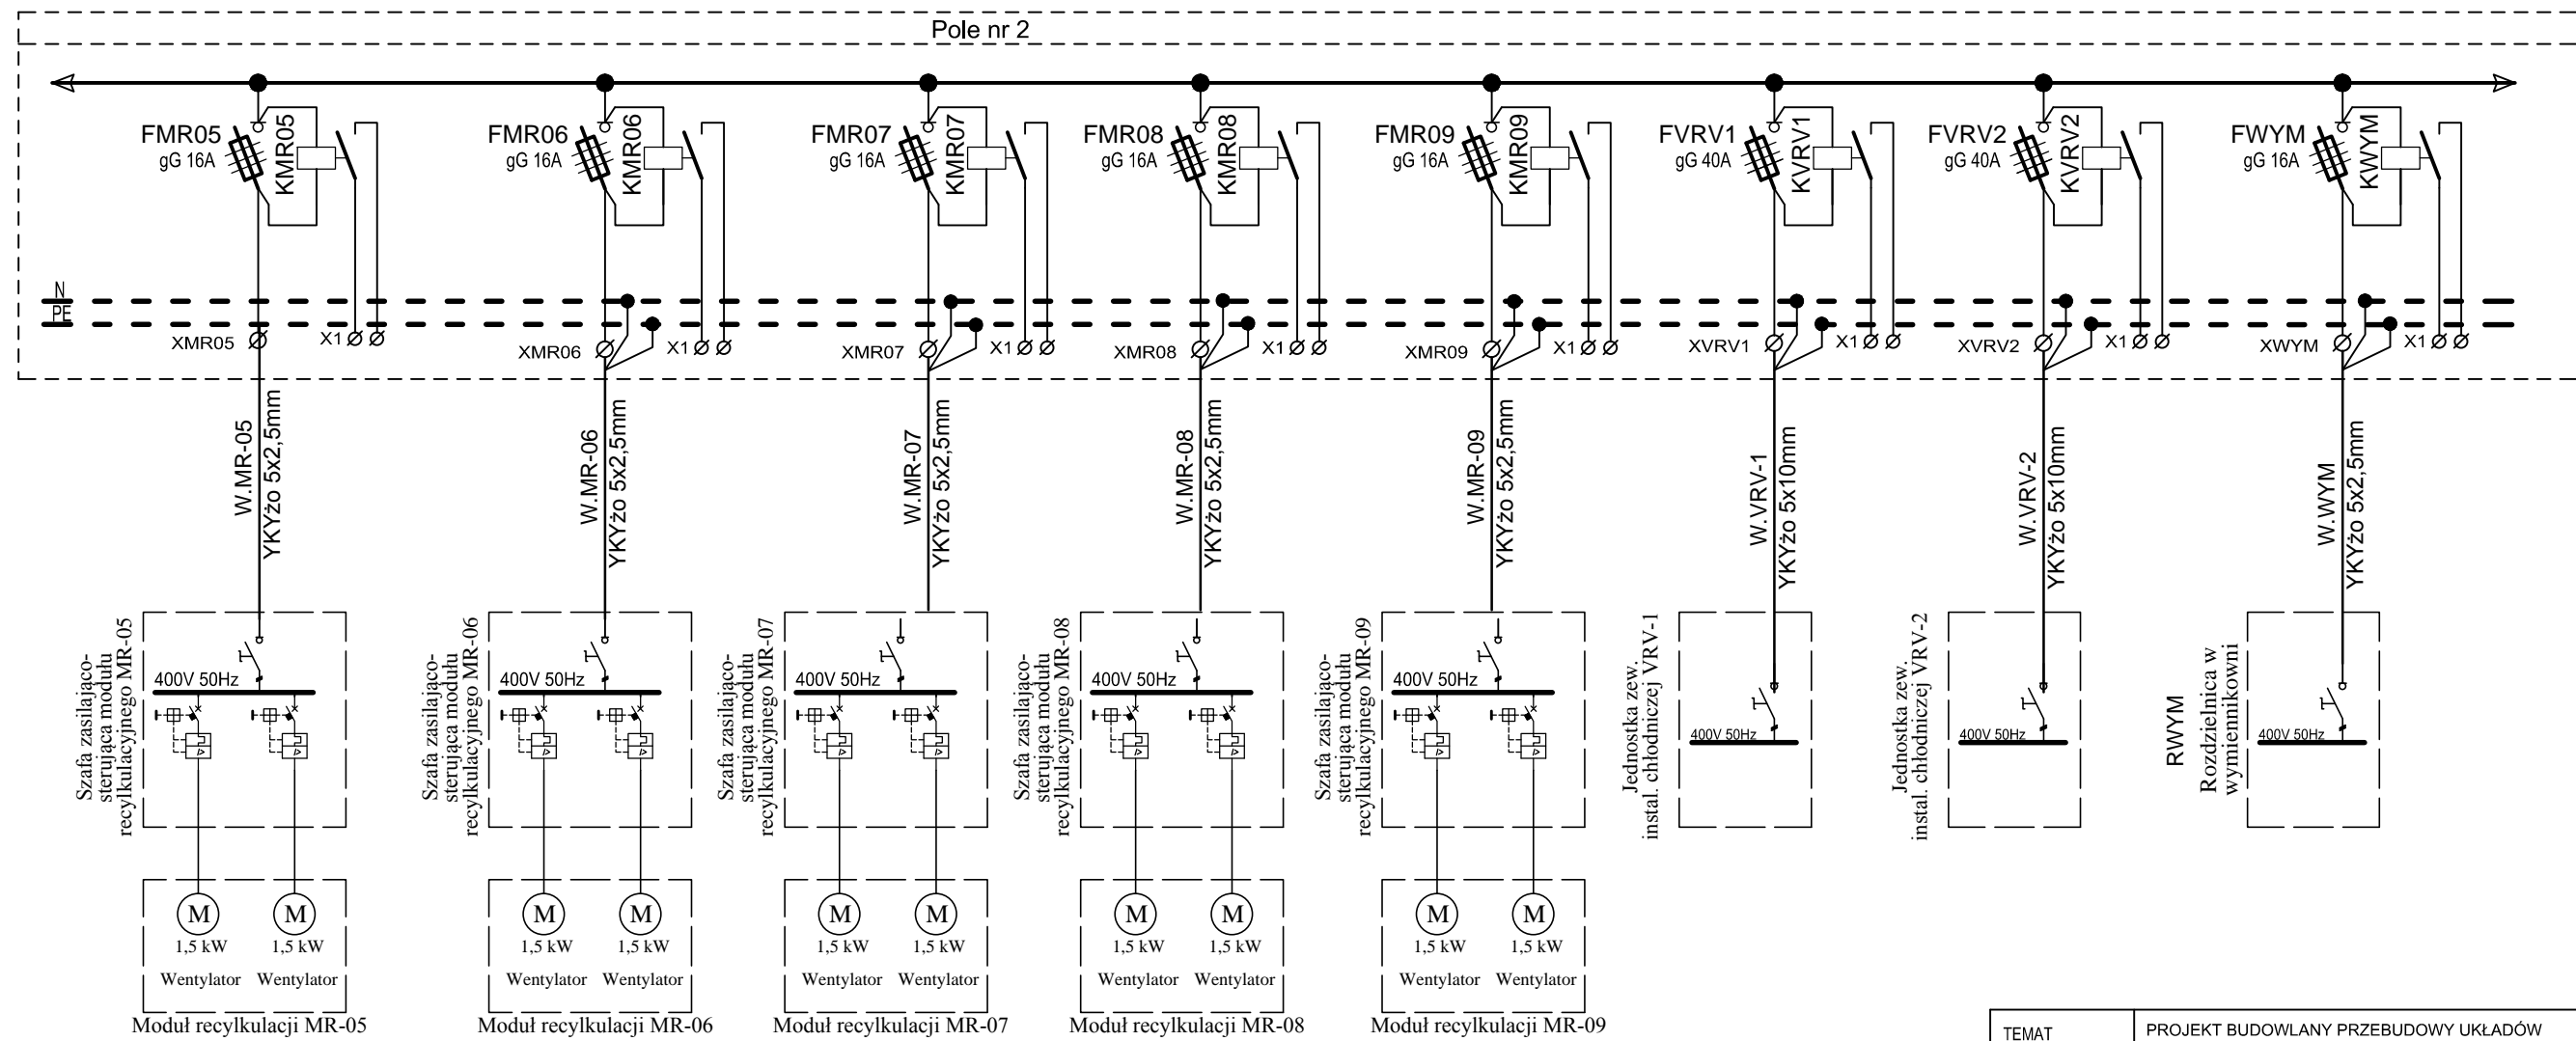 Pole nr 2
FMR05
gG 16A
KMR05
FMR06
gG 16A
KMR06
FMR07
gG 16A
KMR07
FMR08
gG 16A
KMR08
FMR09
gG 16A
KMR09
FVRV1
gG 40A
KVRV1
FVRV2
gG 40A
KVRV2
FWYM
gG 16A
KWYM
N
PE
XMR05
X1
XMR06
X1
XMR07
X1
XMR08
X1
XMR09
X1
XVRV1
X1
XVRV2
X1
XWYM
X1
W.MR-05
YKYżo 5x2,5mm
W.MR-06
YKYżo 5x2,5mm
W.MR-07
YKYżo 5x2,5mm
W.MR-08
YKYżo 5x2,5mm
W.MR-09
YKYżo 5x2,5mm
W.VRV-1
YKYżo 5x10mm
W.VRV-2
YKYżo 5x10mm
W.WYM
YKYżo 5x2,5mm
Szafa zasilająco-
sterująca modułu
recylkulacyjnego MR-05
400V 50Hz
Szafa zasilająco-
sterująca modułu
recylkulacyjnego MR-06
400V 50Hz
Szafa zasilająco-
sterująca modułu
recylkulacyjnego MR-07
400V 50Hz
Szafa zasilająco-
sterująca modułu
recylkulacyjnego MR-08
400V 50Hz
Szafa zasilająco-
sterująca modułu
recylkulacyjnego MR-09
400V 50Hz
Jednostka zew.
instal. chłodniczej VRV-1
400V 50Hz
Jednostka zew.
instal. chłodniczej VRV-2
400V 50Hz
RWYM
Rozdzielnica w
wymiennikowni
400V 50Hz
M M
1,5 kW 1,5 kW
Wentylator Wentylator
Moduł recylkulacji MR-05
M M
1,5 kW 1,5 kW
Wentylator Wentylator
Moduł recylkulacji MR-06
M M
1,5 kW 1,5 kW
Wentylator Wentylator
Moduł recylkulacji MR-07
M M
1,5 kW 1,5 kW
Wentylator Wentylator
Moduł recylkulacji MR-08
M M
1,5 kW 1,5 kW
Wentylator Wentylator
Moduł recylkulacji MR-09
TEMAT PROJEKT BUDOWLANY PRZEBUDOWY UKŁADÓW